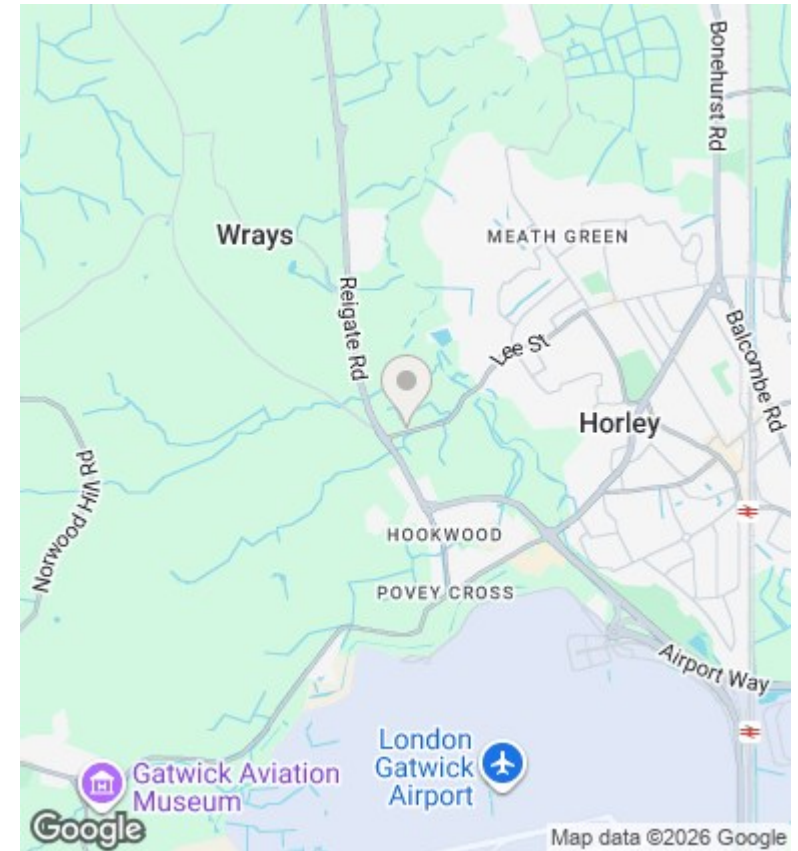 Bonehurst Rd
Wrays
MEATH GREEN
Reigate Rd
Lee St
Balcombe Rd
Horley
Norwood Hill Rd
HOOKWOOD
POVEY CROSS
Airport Way
London
Gatwick
Airport
Gatwick Aviation
Museum
Google
Map data ©2026 Google